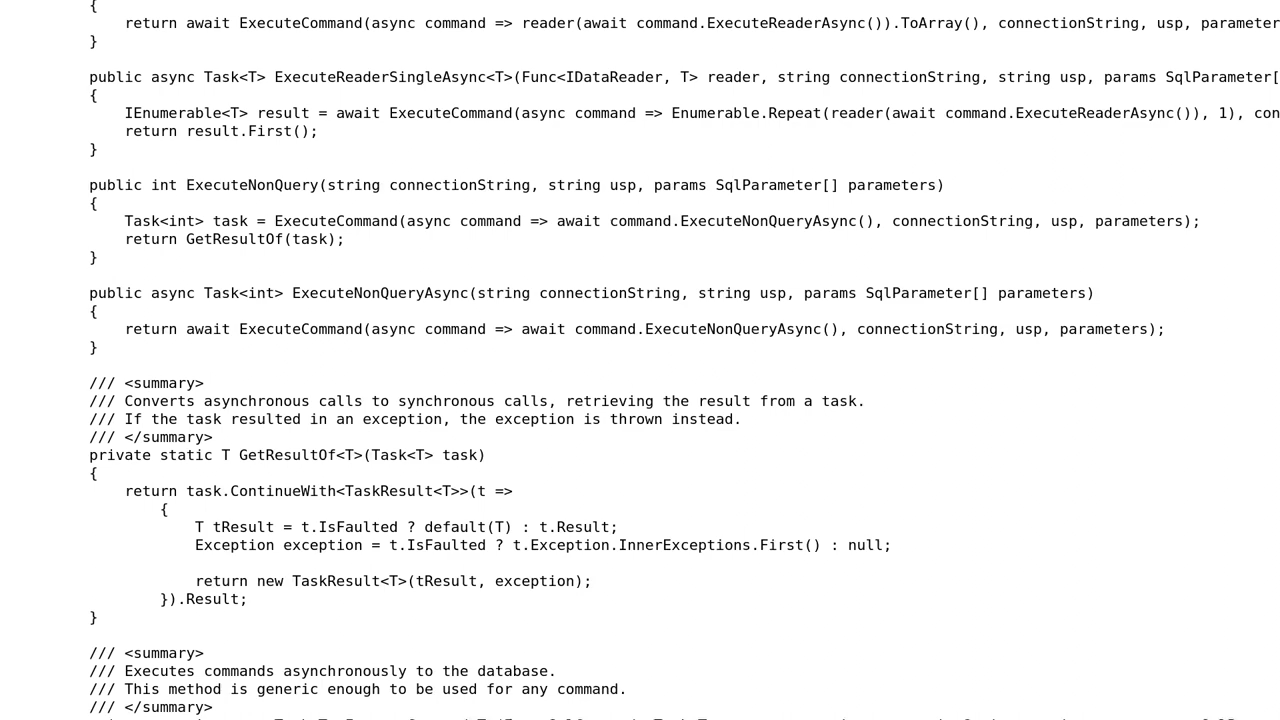 {
return await ExecuteCommand(async command => reader(await command.ExecuteReaderAsync()).ToArray(), connectionString, usp, parameter
}
public async Task<T> ExecuteReaderSingleAsync<T>(Func<IDataReader, T> reader, string connectionString, string usp, params SqlParameter[
{
IEnumerable<T> result = await ExecuteCommand(async command => Enumerable.Repeat(reader(await command.ExecuteReaderAsync()), 1), con
return result.First();
}
public int ExecuteNonQuery(string connectionString, string usp, params SqlParameter[] parameters)
{
Task<int> task = ExecuteCommand(async command => await command.ExecuteNonQueryAsync(), connectionString, usp, parameters);
return GetResultOf(task);
}
public async Task<int> ExecuteNonQueryAsync(string connectionString, string usp, params SqlParameter[] parameters)
{
return await ExecuteCommand(async command => await command.ExecuteNonQueryAsync(), connectionString, usp, parameters);
}
/// <summary>
/// Converts asynchronous calls to synchronous calls, retrieving the result from a task.
/// If the task resulted in an exception, the exception is thrown instead.
/// </summary>
private static T GetResultOf<T>(Task<T> task)
{
return task.ContinueWith<TaskResult<T>>(t =>
{
T tResult = t.IsFaulted ? default(T) : t.Result;
Exception exception = t.IsFaulted ? t.Exception.InnerExceptions.First() : null;
return new TaskResult<T>(tResult, exception);
}).Result;
}
/// <summary>
/// Executes commands asynchronously to the database.
/// This method is generic enough to be used for any command.
/// </summary>